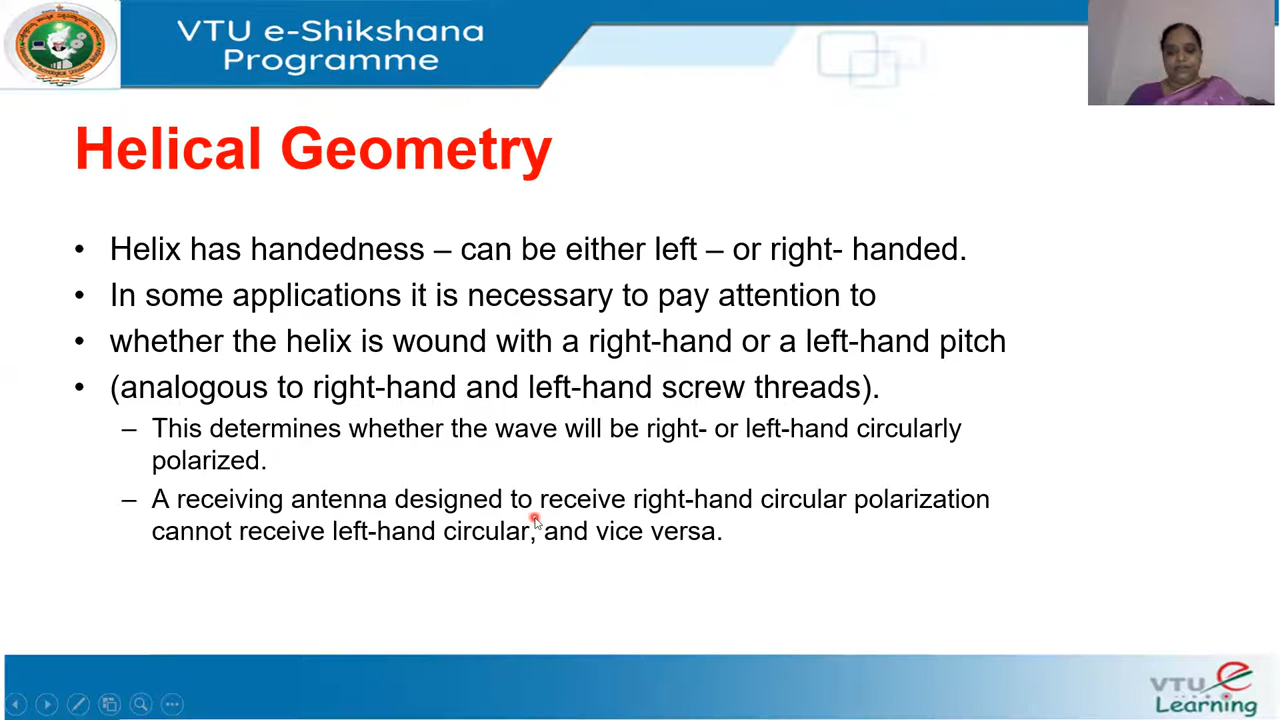 VTU e-Shikshana
Programme
Helical Geometry
• Helix has handedness – can be either left – or right- handed.
• In some applications it is necessary to pay attention to
• whether the helix is wound with a right-hand or a left-hand pitch
• (analogous to right-hand and left-hand screw threads).
– This determines whether the wave will be right- or left-hand circularly
polarized.
– A receiving antenna designed to receive right-hand circular polarization
cannot receive left-hand circular, and vice versa.
VTU e
Learning